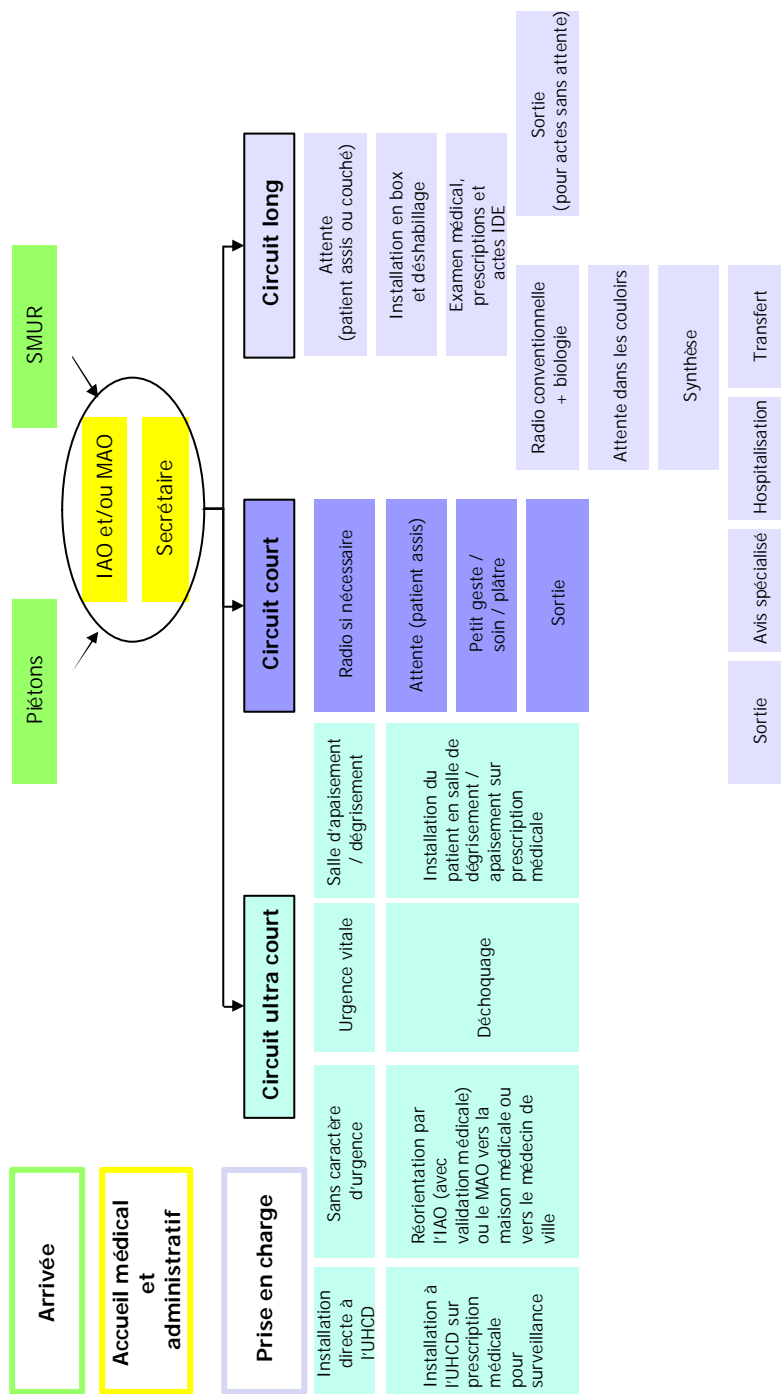 Arrivée
Piétons
SMUR
Accueil médical
et
administratif
IAO et/ou MAO
Secrétaire
Prise en charge
Circuit ultra court
Circuit court
Circuit long
Installation
directe à
l'UHCD
Installation à
l'UHCD sur
prescription
médicale
pour
surveillance
Sans caractère
d'urgence
Réorientation par
l'IAO (avec
validation médicale)
ou le MAO vers la
maison médicale ou
vers le médecin de
ville
Urgence vitale
Déchoquage
Salle d'apaisement
/ dégrisement
Installation du
patient en salle de
dégrisement /
apaisement sur
prescription
médicale
Radio si nécessaire
Attente (patient assis)
Petit geste /
soin / plâtre
Sortie
Attente
(patient assis ou couché)
Installation en box
et déshabillage
Examen médical,
prescriptions et
actes IDE
Radio conventionnelle
+ biologie
Attente dans les couloirs
Synthèse
Sortie
(pour actes sans attente)
Sortie
Avis spécialisé
Hospitalisation
Transfert